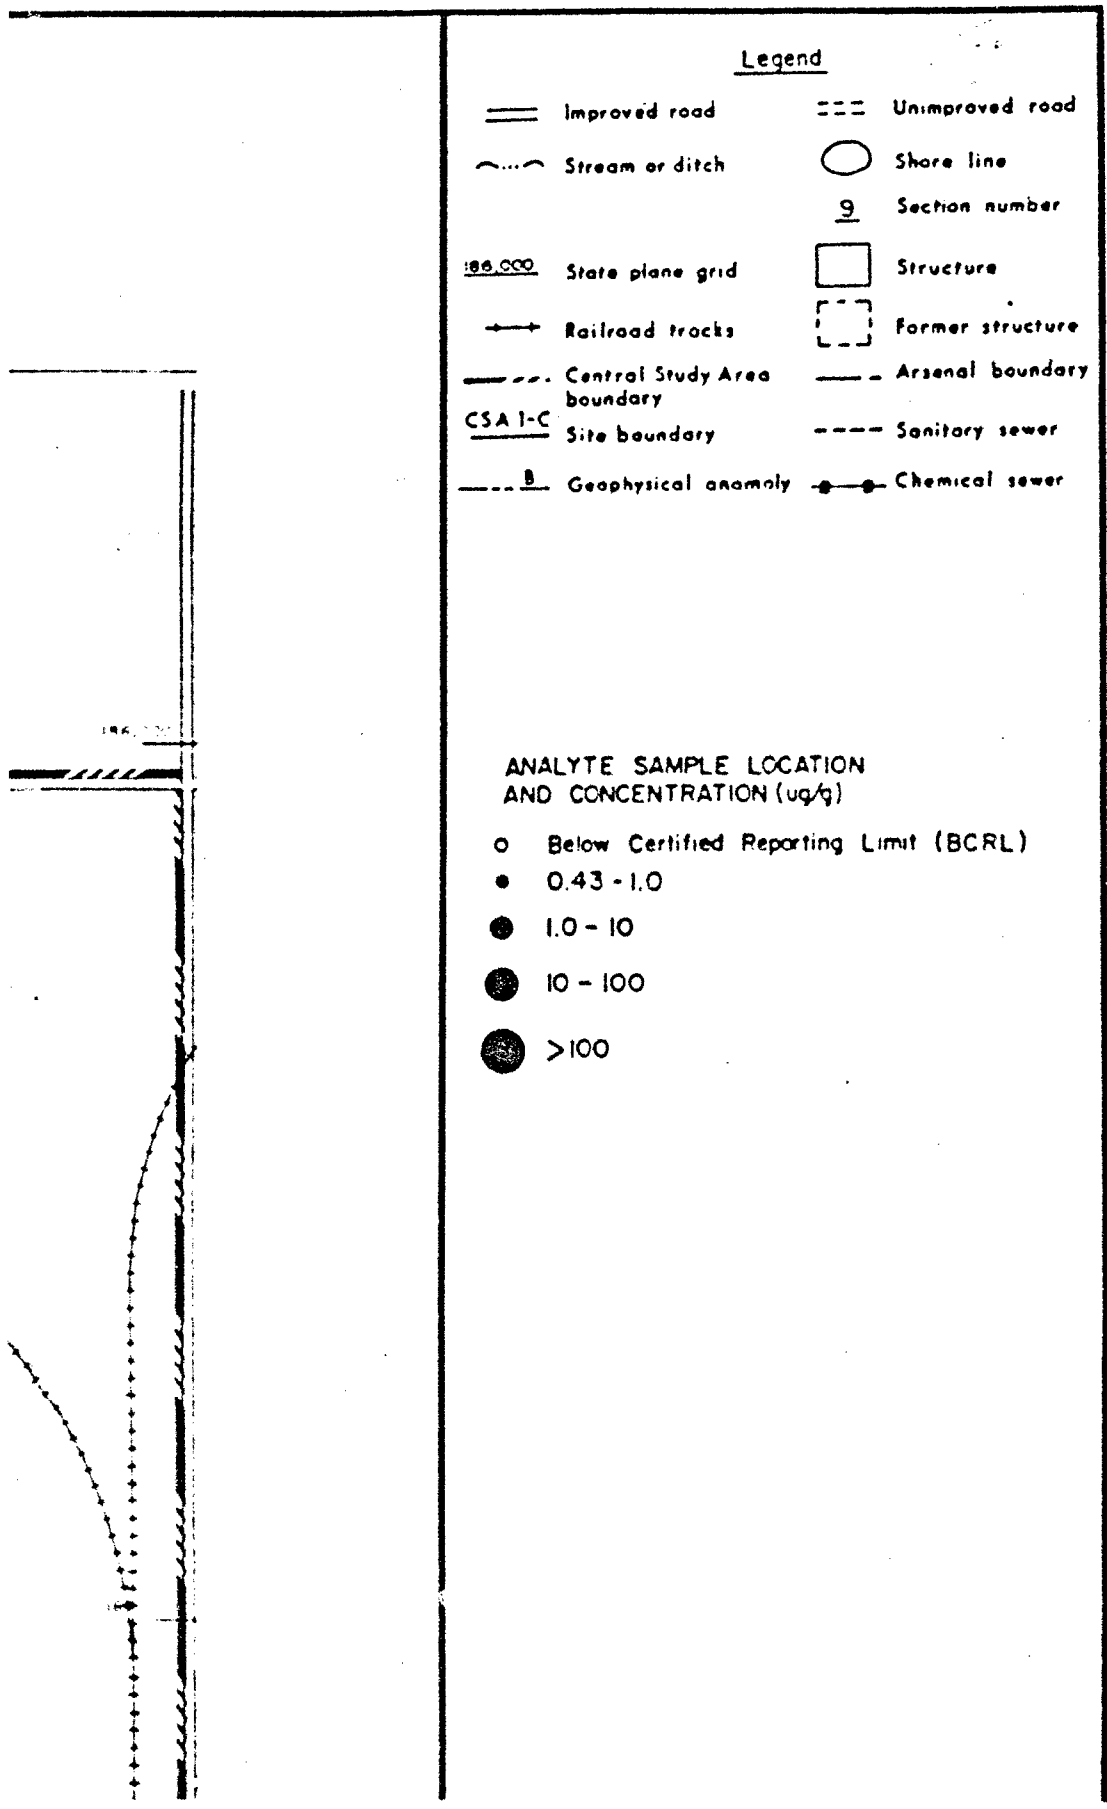 Legend
Improved road
Unimproved road
Stream or ditch
Shore line
9 Section number
186,000 State plane grid
Structure
Railroad tracks
Former structure
Central Study Area
boundary
Arsenal boundary
CSA 1-C
Site boundary
Sanitary sewer
B Geophysical anamoly
Chemical sewer
ANALYTE SAMPLE LOCATION
AND CONCENTRATION (ug/g)
Below Certified Reporting Limit (BCRL)
0.43 - 1.0
1.0 - 10
10 - 100
>100